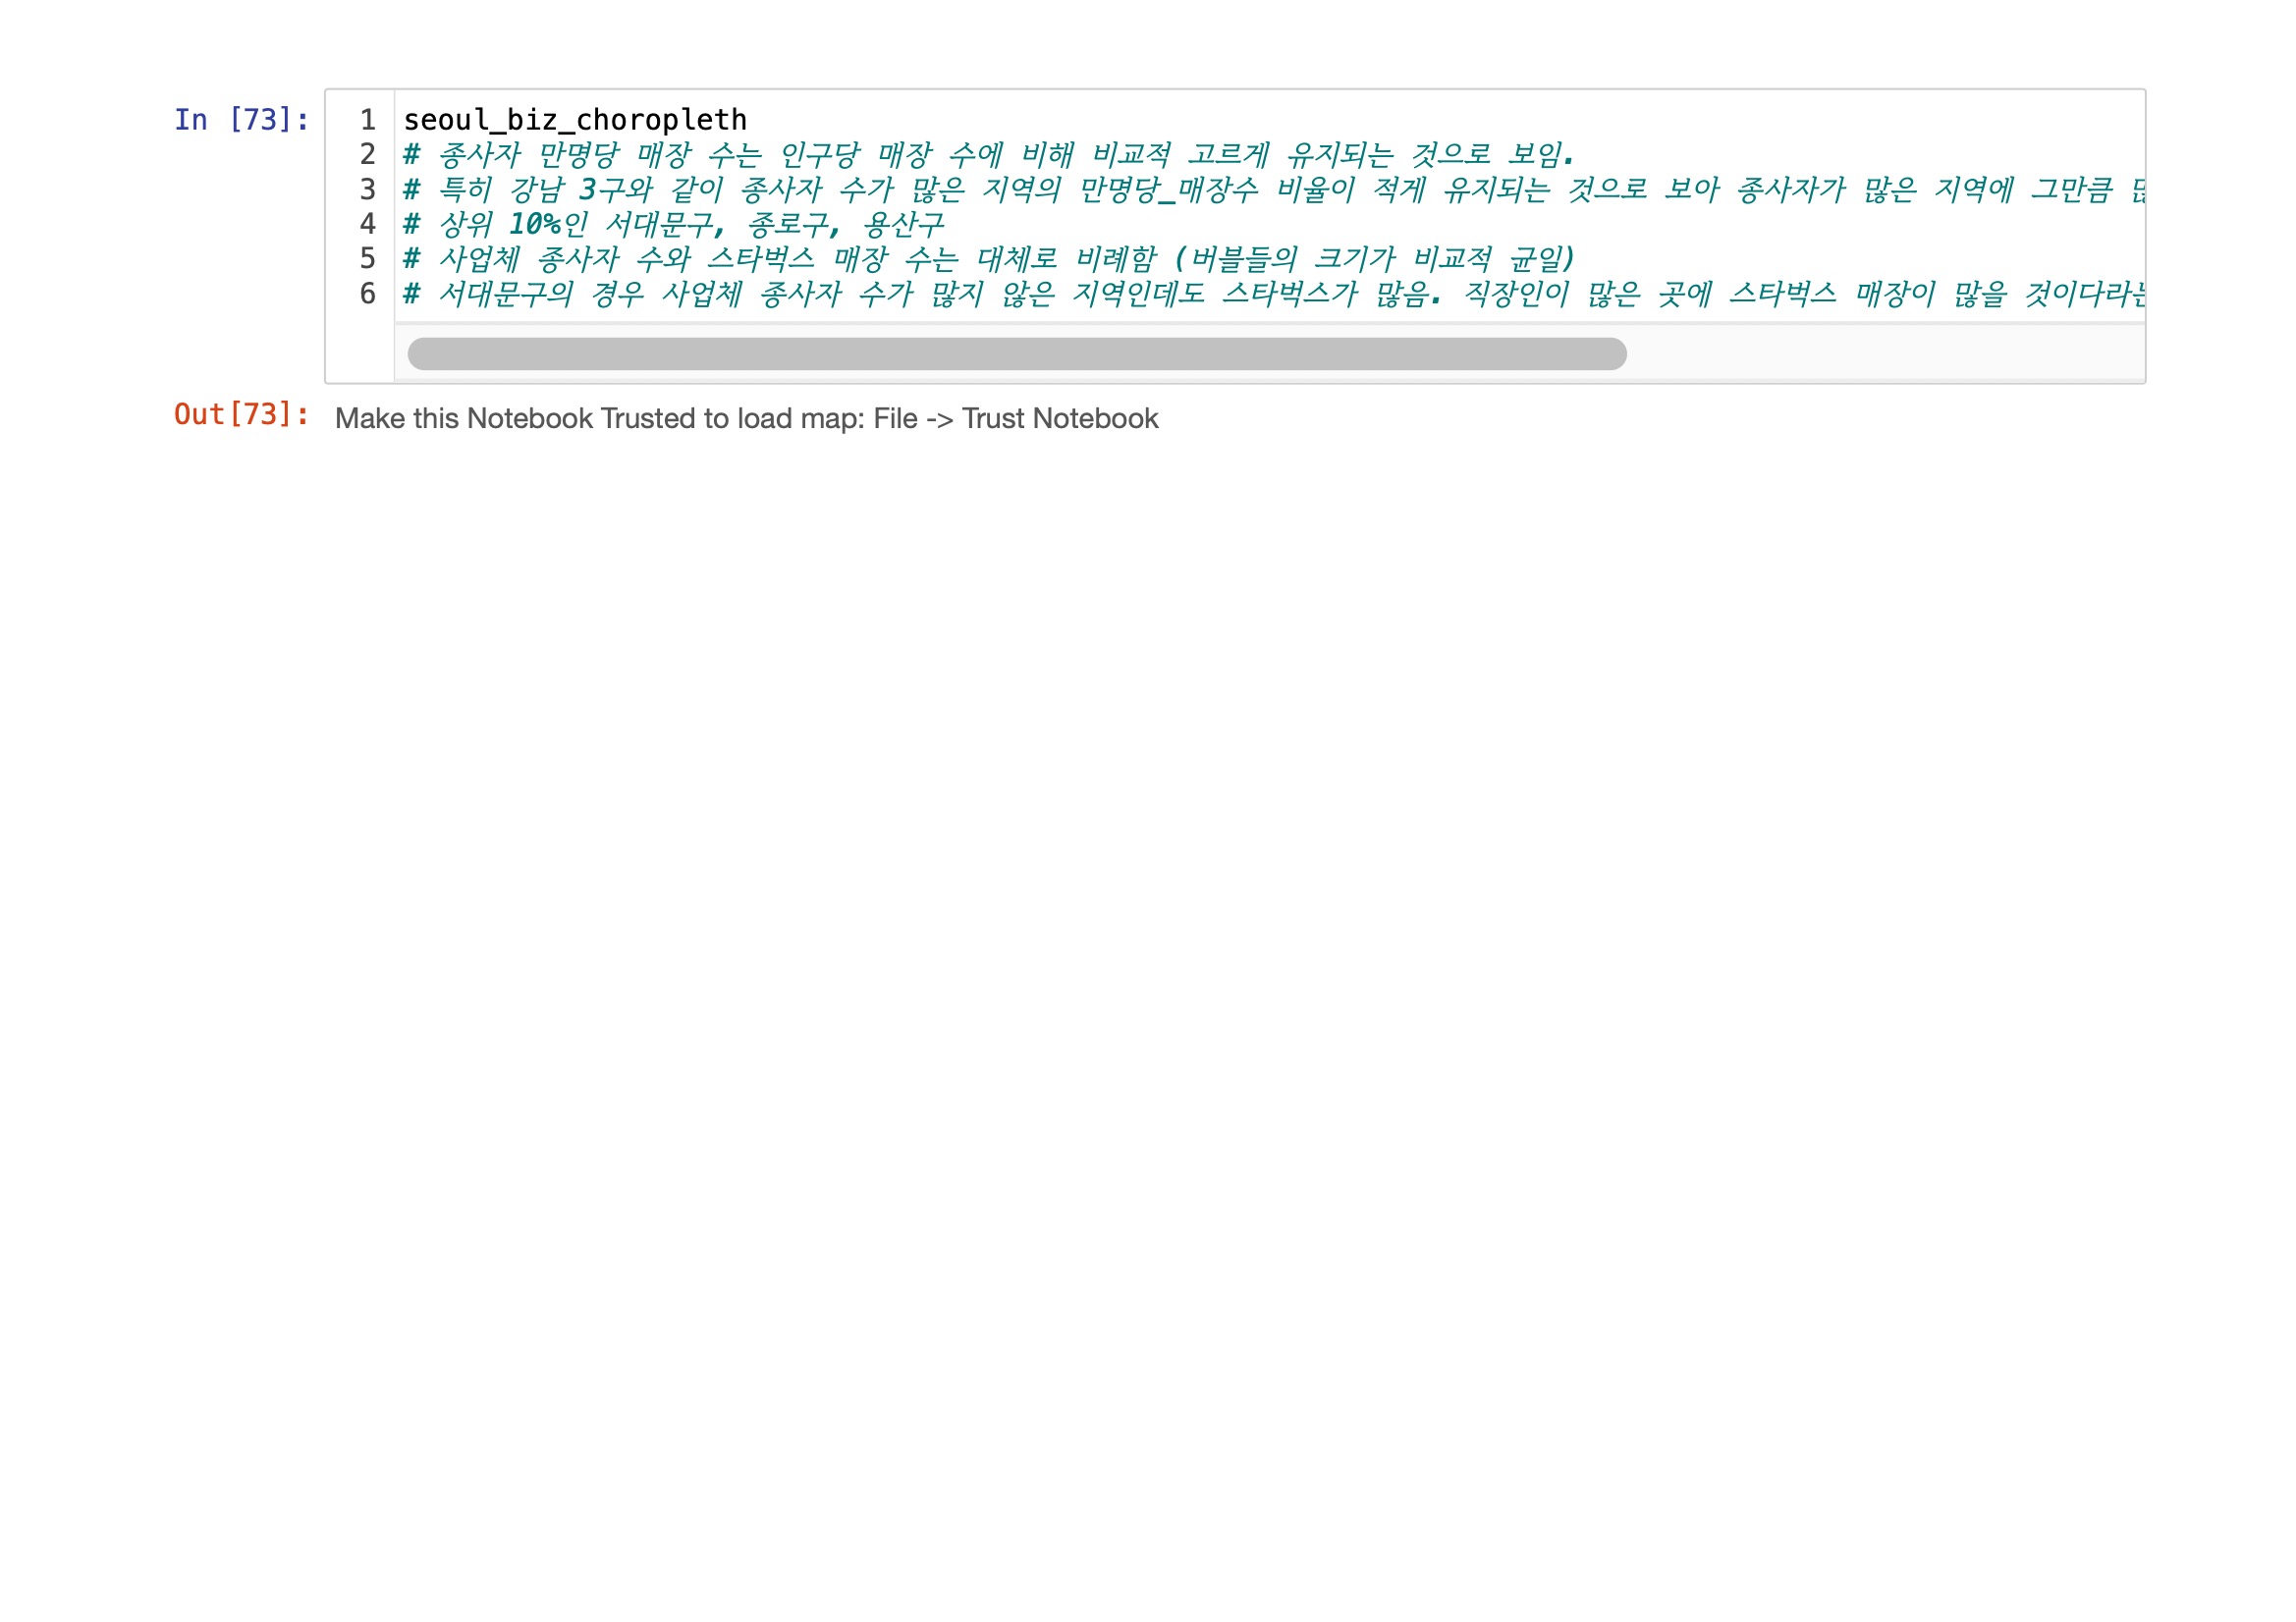 In [73]:
1 seoul_biz_choropleth
2 # 종사자 만명당 매장 수는 인구당 매장 수에 비해 비교적 고르게 유지되는 것으로 보임.
3 # 특히 강남 3구와 같이 종사자 수가 많은 지역의 만명당_매장수 비율이 적게 유지되는 것으로 보아 종사자가 많은 지역에 그만큼
4 # 상위 10%인 서대문구, 종로구, 용산구
5 # 사업체 종사자 수와 스타벅스 매장 수는 대체로 비례함 (버블들의 크기가 비교적 균일)
6 # 서대문구의 경우 사업체 종사자 수가 많지 않은 지역인데도 스타벅스가 많음. 직장인이 많은 곳에 스타벅스 매장이 많을 것이다라는
Out[73]: Make this Notebook Trusted to load map: File -> Trust Notebook